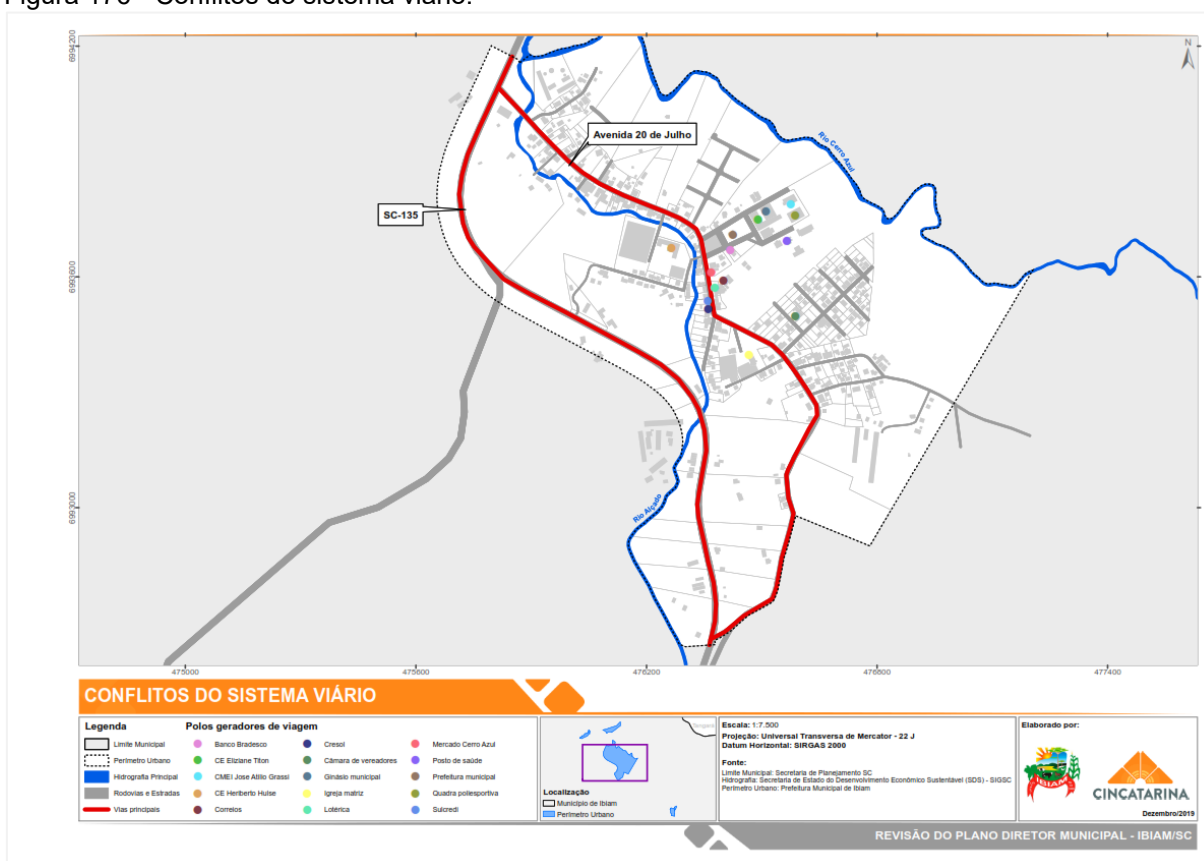 Figura 176 - Conflitos do sistema viário.
N
6994200
6993600
6993000
Avenida 20 de Julho
SC-135
Rio Cerro Azul
Rio Alçado
475000
475600
476200
476800
477400
CONFLITOS DO SISTEMA VIÁRIO
Legenda
Limite Municipal
Perímetro Urbano
Hidrografia Principal
Rodovias e Estradas
Vias principais
Polos geradores de viagem
Banco Bradesco
CE Eliziane Titon
CMEI Jose Atilio Grassi
CE Heriberto Hulse
Correios
Cresol
Câmara de vereadores
Ginásio municipal
Igreja matriz
Lotérica
Mercado Cerro Azul
Posto de saúde
Prefeitura municipal
Quadra poliesportiva
Sulcredi
Tangará
Localização
Município de Ibiam
Perímetro Urbano
Escala: 1:7.500
Projeção: Universal Transversa de Mercator - 22 J
Datum Horizontal: SIRGAS 2000
Fonte:
Limite Municipal: Secretaria de Planejamento SC
Hidrografia: Secretaria de Estado do Desenvolvimento Econômico Sustentável (SDS) - SIGSC
Perímetro Urbano: Prefeitura Municipal de Ibiam
Elaborado por:
CINCATARINA
Dezembro/2019
REVISÃO DO PLANO DIRETOR MUNICIPAL - IBIAM/SC